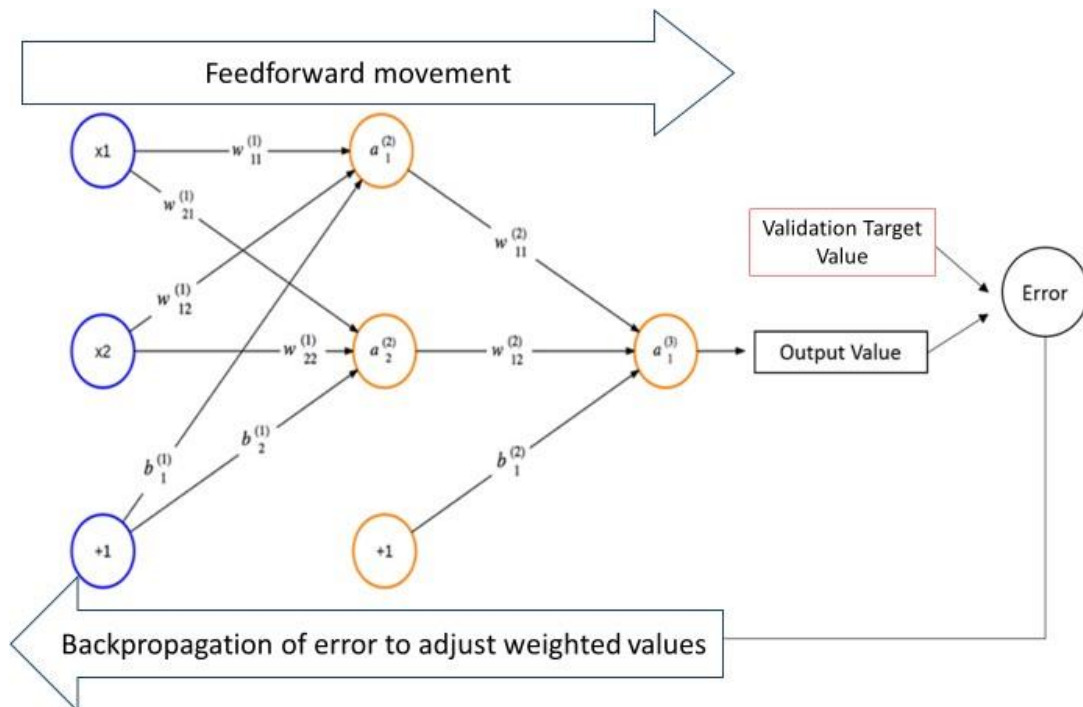 Feedforward movement
x1
w (1) 11
a (2) 1
w (1) 21
w (2) 11
Validation Target
Value
w (1) 12
Error
x2
w (1) 22
a (2) 2
w (2) 12
a (3) 1
Output Value
b (1) 1
b (1) 2
b (2) 1
+1
+1
Backpropagation of error to adjust weighted values